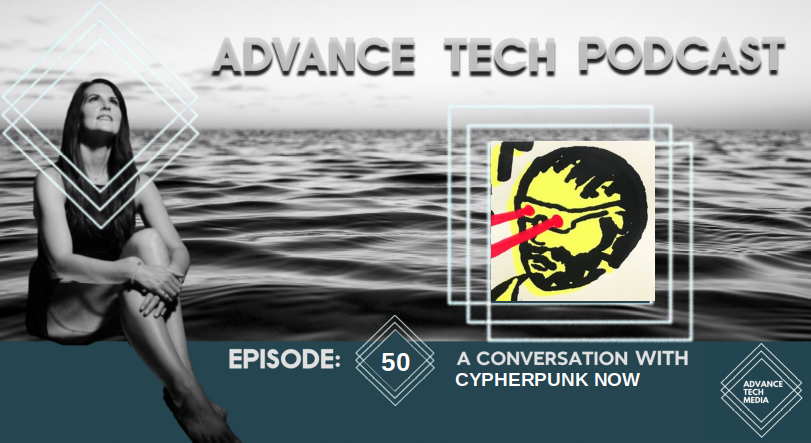 ADVANCE TECH PODCAST
EPISODE:
50
A CONVERSATION WITH
CYPHERPUNK NOW
ADVANCE
TECH
MEDIA